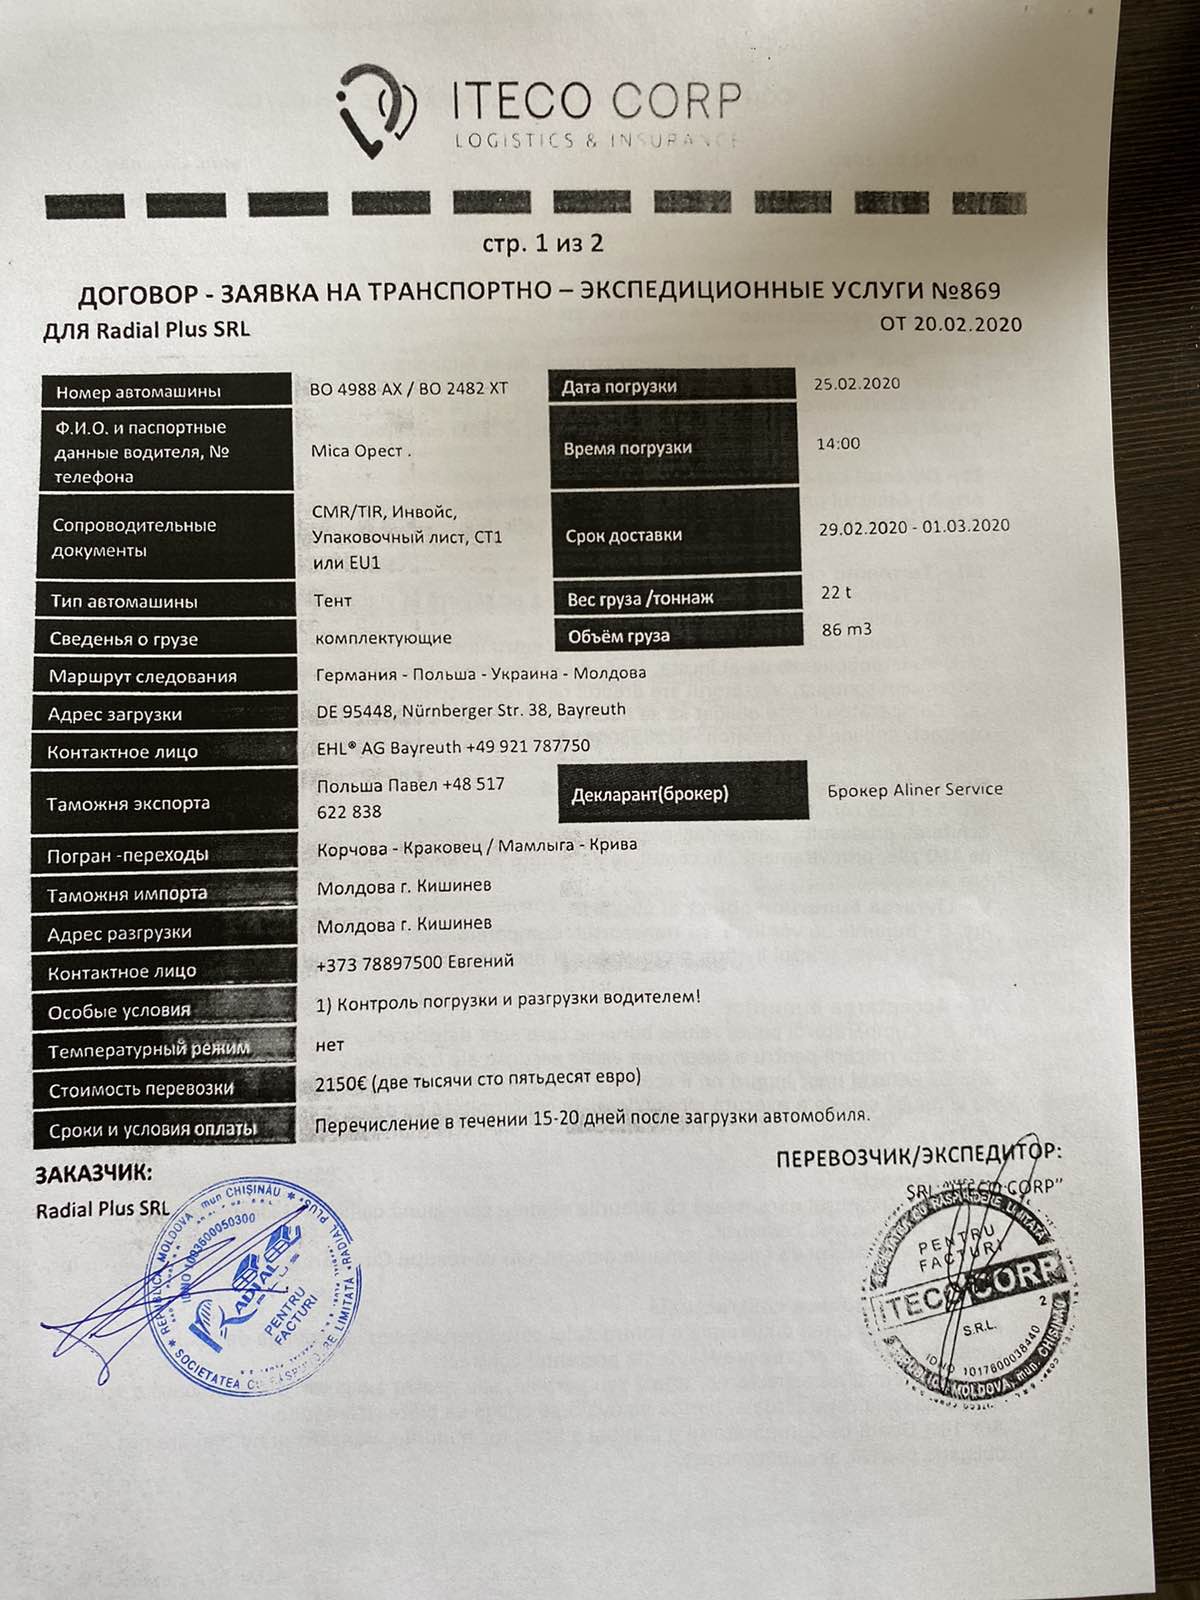 ITECO CORP
LOGISTICS & INSURANCE
стр. 1 из 2
ДОГОВОР - ЗАЯВКА НА ТРАНСПОРТНО – ЭКСПЕДИЦИОННЫЕ УСЛУГИ №869
ДЛЯ Radial Plus SRL
ОТ 20.02.2020
Номер автомашины
BO 4988 AX / BO 2482 XT
Дата погрузки
25.02.2020
Ф.И.О. и паспортные
данные водителя, №
телефона
Mica Орест .
Время погрузки
14:00
Сопроводительные
документы
CMR/TIR, Инвойс,
Упаковочный лист, СТ1
или EU1
Срок доставки
29.02.2020 - 01.03.2020
Тип автомашины
Тент
Вес груза /тоннаж
22 t
Сведенья о грузе
комплектующие
Объём груза
86 m3
Маршрут следования
Германия - Польша - Украина - Молдова
Адрес загрузки
DE 95448, Nürnberger Str. 38, Bayreuth
Контактное лицо
EHL® AG Bayreuth +49 921 787750
Таможня экспорта
Польша Павел +48 517
622 838
Декларант(брокер)
Брокер Aliner Service
Погран -переходы
Корчова - Краковец / Мамлыга - Крива
Таможня импорта
Молдова г. Кишинев
Адрес разгрузки
Молдова г. Кишинев
Контактное лицо
+373 78897500 Евгений
Особые условия
1) Контроль погрузки и разгрузки водителем!
Температурный режим
нет
Стоимость перевозки
2150€ (две тысячи сто пятьдесят евро)
Сроки и условия оплаты
Перечисление в течении 15-20 дней после загрузки автомобиля.
ЗАКАЗЧИК:
Radial Plus SRL
ПЕРЕВОЗЧИК/ЭКСПЕДИТОР:
SRL CORP”
REPUBLICA MOLDOVA mun CHIŞINĂU
RADIAL PLUS
SOCIETATEA CU RĂSPUNDERE LIMITATĂ
IDNO 1003600050300
RADIAL
PLUS
PENTRU
FACTURI
CU RĂSPUNDERE LIMITATĂ
PENTRU
FACTURI
ITECO CORP
2
S.R.L.
IDNO 1017600038440
REPUBLICA MOLDOVA, mun. CHIŞINĂU